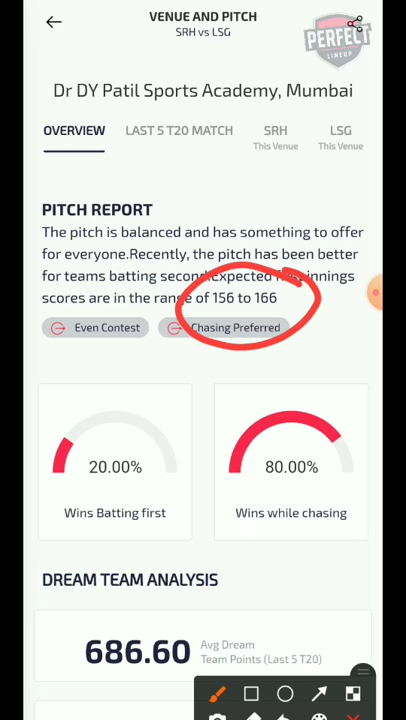 VENUE AND PITCH
SRH vs LSG
PERFECT
LINEUP
Dr DY Patil Sports Academy, Mumbai
OVERVIEW LAST 5 T20 MATCH SRH LSG
This Venue This Venue
PITCH REPORT
The pitch is balanced and has something to offer
for everyone.Recently, the pitch has been better
for teams batting second.Expected first innings
scores are in the range of 156 to 166
Even Contest Chasing Preferred
20.00% 80.00%
Wins Batting first Wins while chasing
DREAM TEAM ANALYSIS
686.60 Avg Dream
Team Points (Last 5 T20)